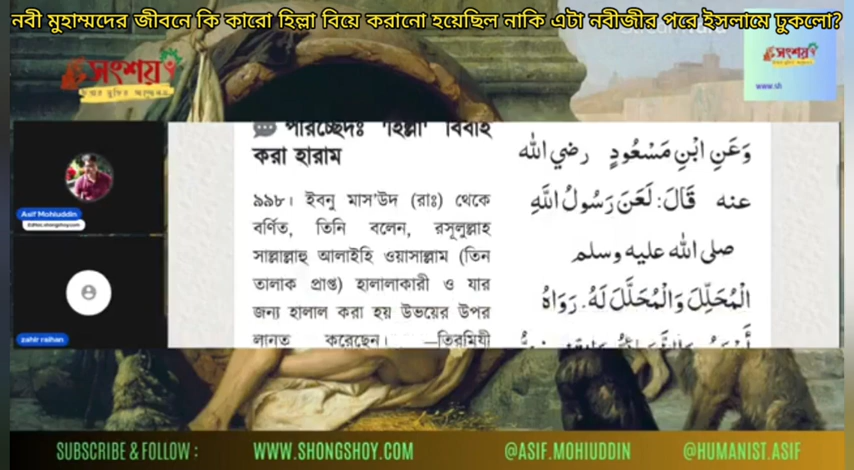 নবী মুহাম্মদের জীবনে কি কারো হিল্লা বিয়ে করানো হয়েছিল নাকি এটা নবীজীর পরে ইসলামে ঢুকলো?
সংশয়
সংশয়
www.sh
Asif Mohiuddin
zahir raihan
পরিচ্ছেদঃ 'হিল্লা' বিবাহ
করা হারাম
৯৯৮। ইবনু মাস'উদ (রাঃ) থেকে
বর্ণিত, তিনি বলেন, রসূলুল্লাহ
সাল্লাল্লাহু আলাইহি ওয়াসাল্লাম (তিন
তালাক প্রাপ্ত) হালালাকারী ও যার
জন্য হালাল করা হয় উভয়ের উপর
লানত করেছেন। —তিরমিযী
وَعَنِ ابْنِ مَسْعُودٍ رضي الله
عنه قَالَ: لَعَنَ رَسُولُ اللَّهِ
صلى الله عليه وسلم
الْمُحَلِّلَ وَالْمُحَلَّلَ لَهُ. رَوَاهُ
SUBSCRIBE & FOLLOW : WWW.SHONGSHOY.COM @ASIF.MOHIUDDIN @HUMANIST.ASIF